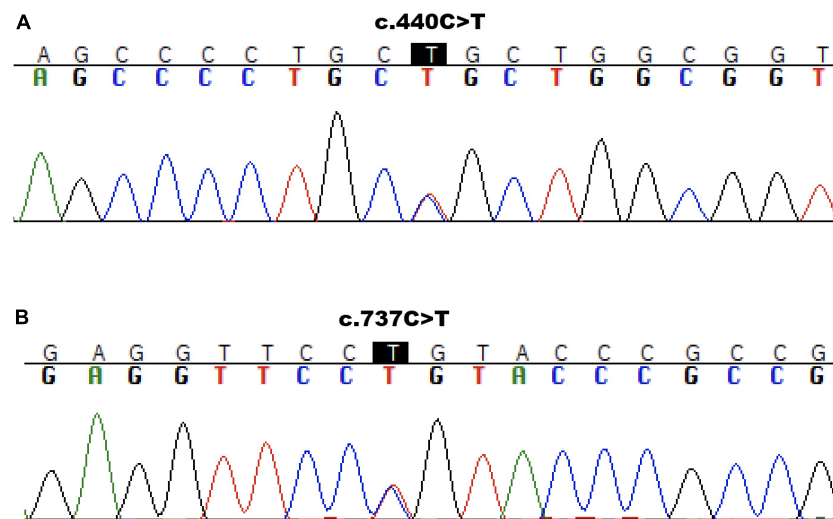 A
c.440C>T
A G C C C C T G C T G C T G G C G G T
A G C C C C T G C T G C T G G C G G T
B
c.737C>T
G A G G T T C C T G T A C C C G C C G
G A G G T T C C T G T A C C C G C C G